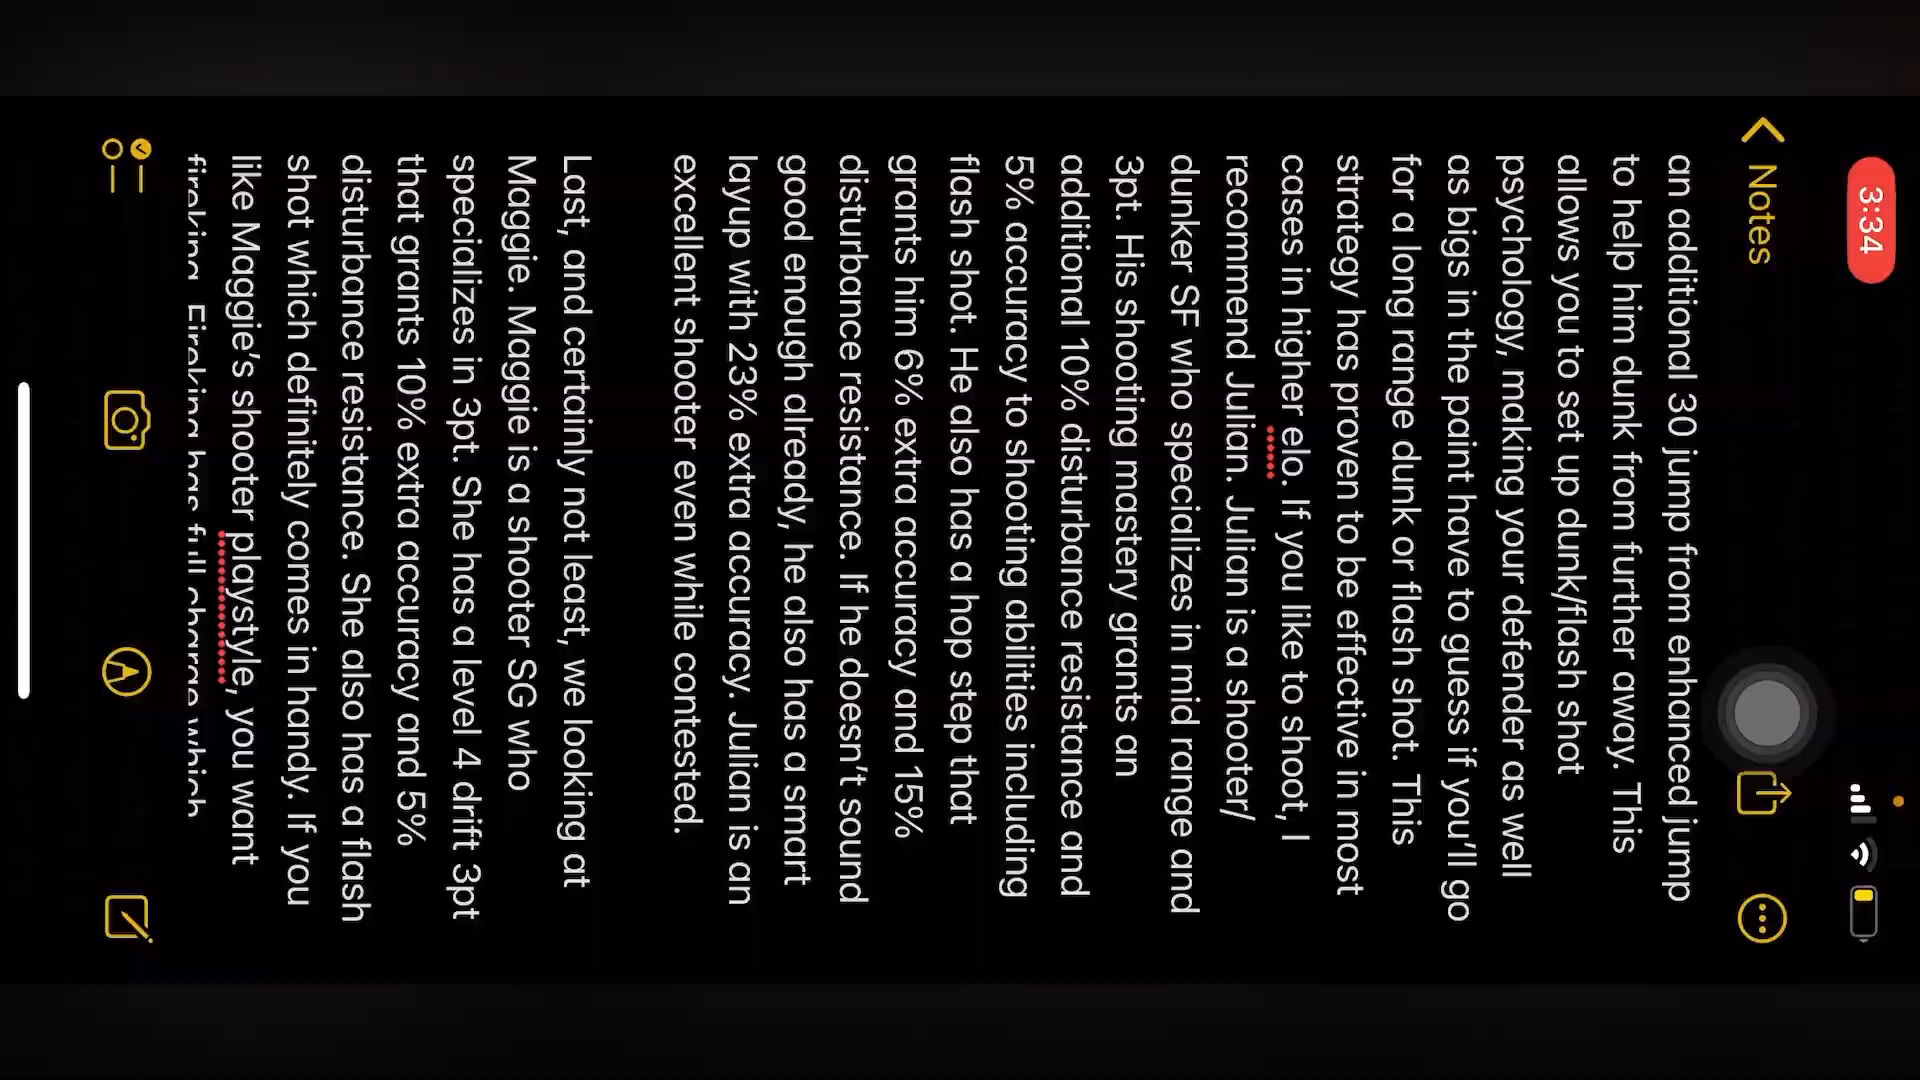 3:34
Notes
an additional 30 jump from enhanced jump
to help him dunk from further away. This
allows you to set up dunk/flash shot
psychology, making your defender as well
as bigs in the paint have to guess if you'll go
for a long range dunk or flash shot. This
strategy has proven to be effective in most
cases in higher elo. If you like to shoot, I
recommend Julian. Julian is a shooter/
dunker SF who specializes in mid range and
3pt. His shooting mastery grants an
additional 10% disturbance resistance and
5% accuracy to shooting abilities including
flash shot. He also has a hop step that
grants him 6% extra accuracy and 15%
disturbance resistance. If he doesn't sound
good enough already, he also has a smart
layup with 23% extra accuracy. Julian is an
excellent shooter even while contested.
Last, and certainly not least, we looking at
Maggie. Maggie is a shooter SG who
specializes in 3pt. She has a level 4 drift 3pt
that grants 10% extra accuracy and 5%
disturbance resistance. She also has a flash
shot which definitely comes in handy. If you
like Maggie's shooter playstyle, you want
fireking. Fireking has full charge which